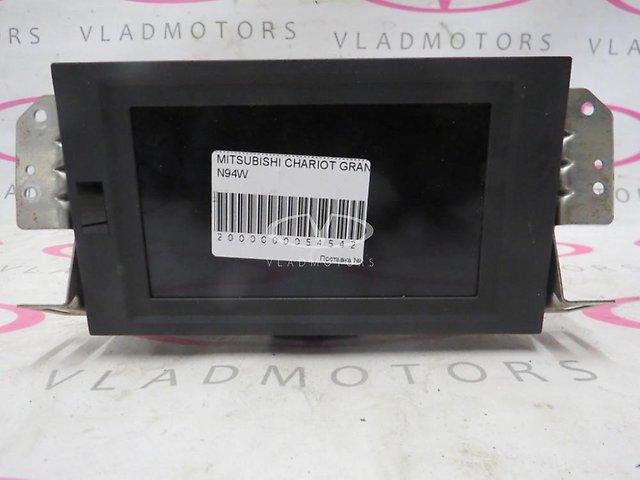 VLADMOTORS
VLADMOTORS
MITSUBISHI CHARIOT GRAN
N94W
2000000054542
Поставка №
VLADMOTORS
VLADMOTORS